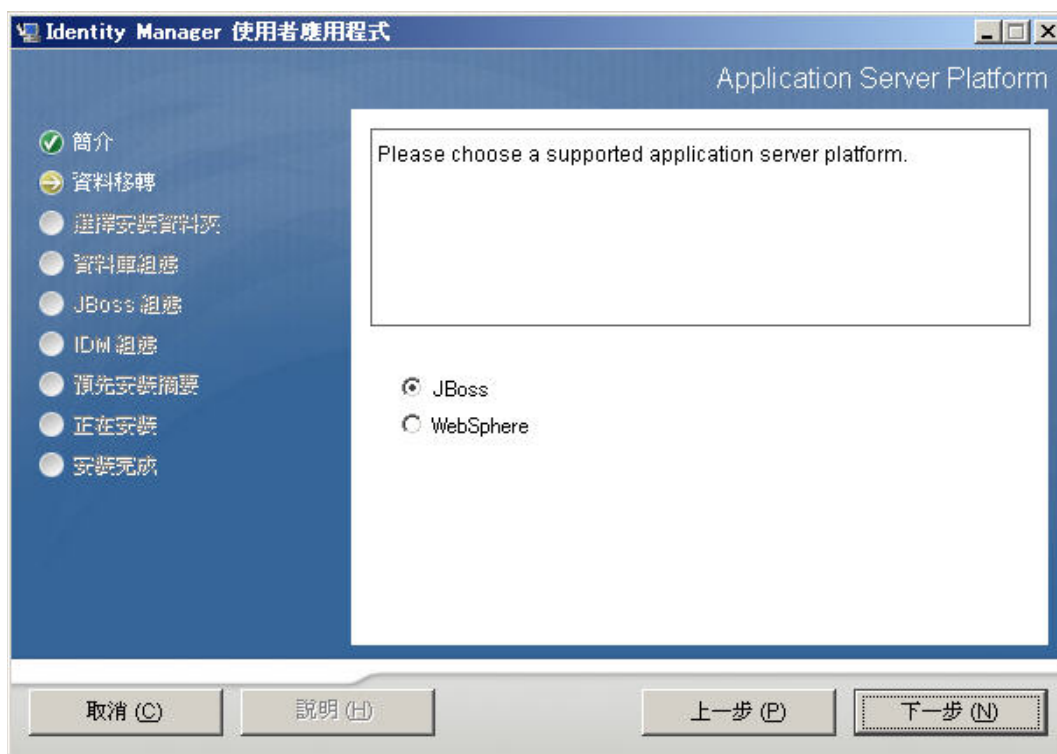 Identity Manager 使用者應用程式
Application Server Platform
簡介
資料移轉
選擇安裝資料夾
資料庫組態
JBoss 組態
IDM 組態
預先安裝摘要
正在安裝
安裝完成
Please choose a supported application server platform.
JBoss
WebSphere
取消 (C)
説明 (H)
上一步 (P)
下一步 (N)